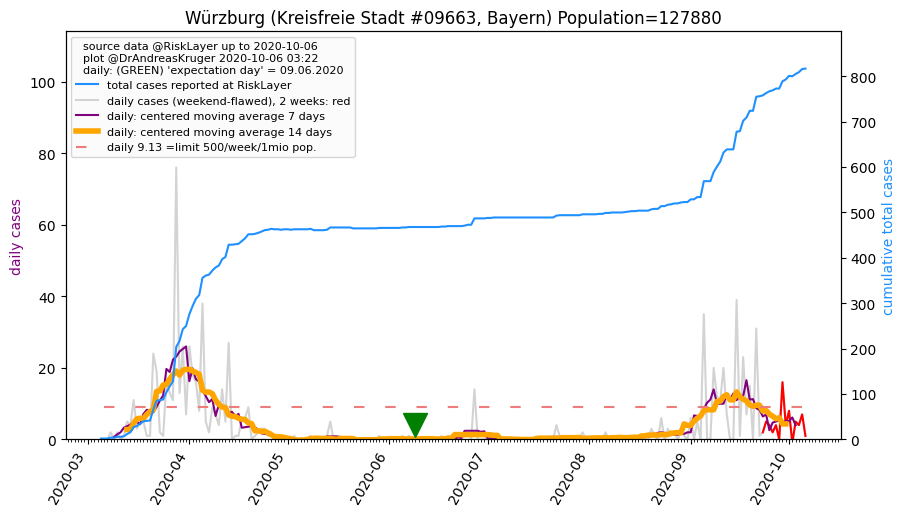 Würzburg (Kreisfreie Stadt #09663, Bayern) Population=127880
source data @RiskLayer up to 2020-10-06
plot @DrAndreasKruger 2020-10-06 03:22
daily: (GREEN) 'expectation day' = 09.06.2020
total cases reported at RiskLayer
daily cases (weekend-flawed), 2 weeks: red
daily: centered moving average 7 days
daily: centered moving average 14 days
daily 9.13 =limit 500/week/1mio pop.
daily cases
100
80
60
40
20
0
cumulative total cases
800
700
600
500
400
300
200
100
0
2020-03
2020-04
2020-05
2020-06
2020-07
2020-08
2020-09
2020-10